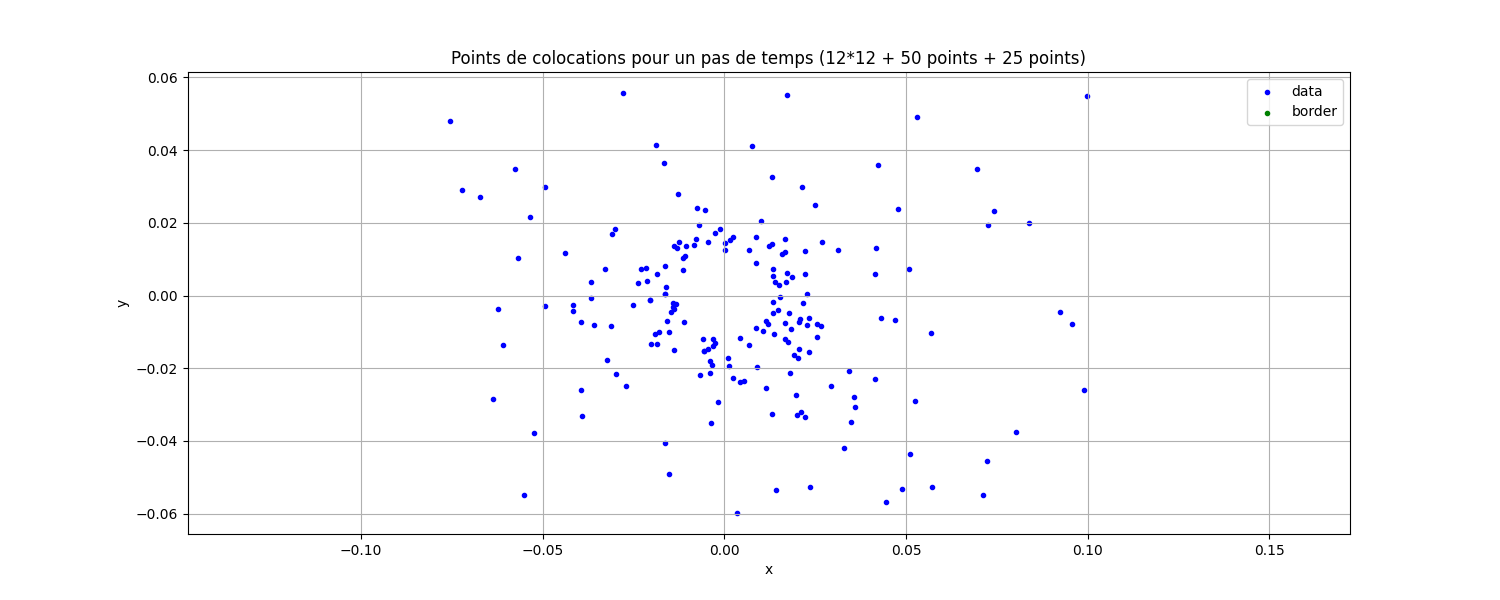 Points de colocations pour un pas de temps (12*12 + 50 points + 25 points)
0.06
0.04
0.02
0.00
−0.02
−0.04
−0.06
y
data
border
−0.10 −0.05 0.00 0.05 0.10 0.15
x